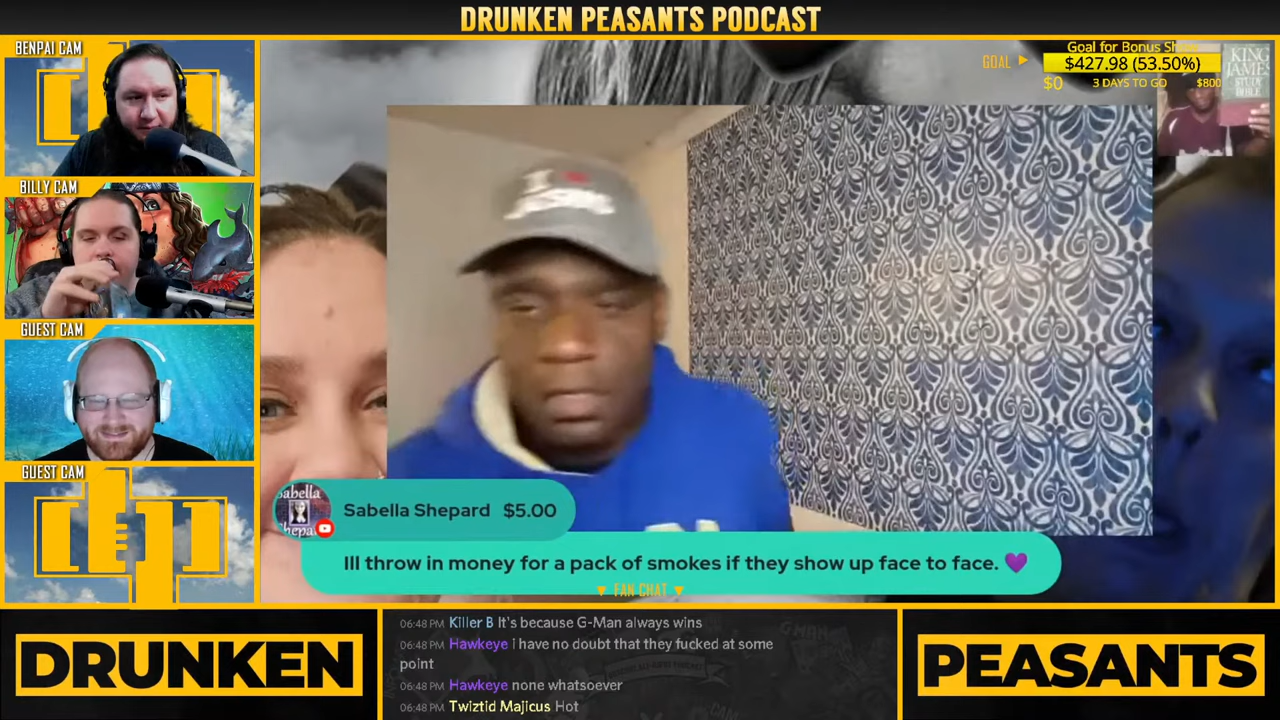 DRUNKEN PEASANTS PODCAST
BENPAI CAM
BILLY CAM
GUEST CAM
GUEST CAM
GOAL
Goal for Bonus Show
$427.98 (53.50%)
$0 3 DAYS TO GO $800
KING
JAMES
STUDY
BIBLE
I
Sabella Shepard $5.00
Ill throw in money for a pack of smokes if they show up face to face. 💜
▼ FAN CHAT ▼
06:48 PM Killer B It's because G-Man always wins
06:48 PM Hawkeye i have no doubt that they fucked at some
point
06:48 PM Hawkeye none whatsoever
06:48 PM Twiztid Majicus Hot
DRUNKEN
PEASANTS